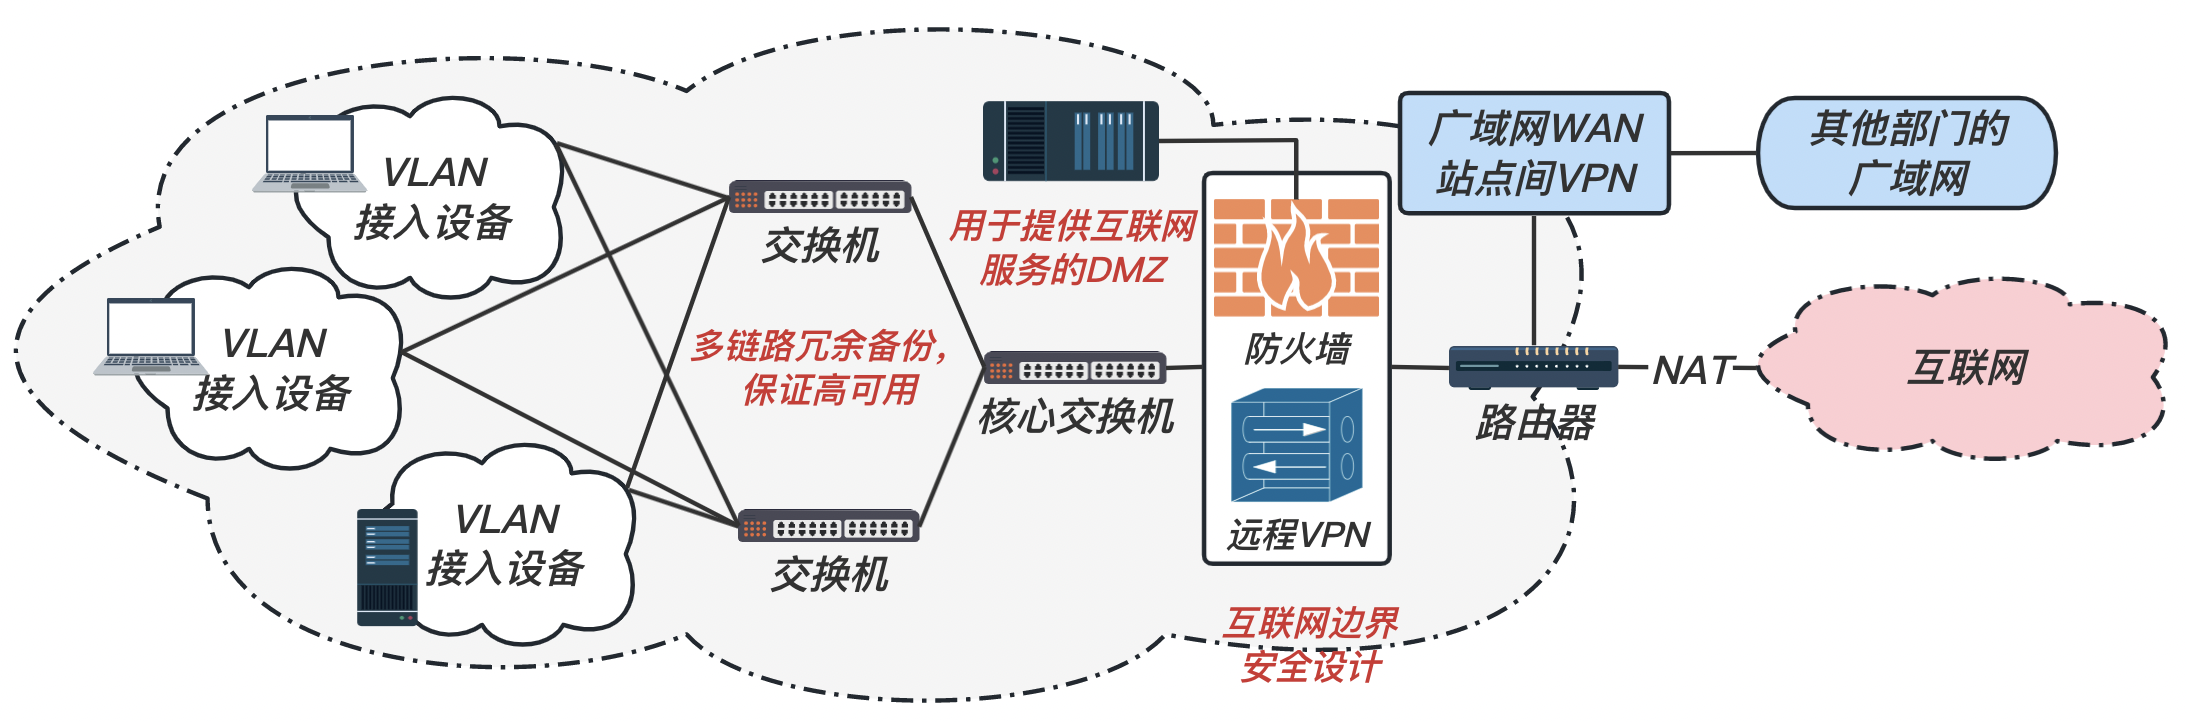 VLAN
接入设备
VLAN
接入设备
VLAN
接入设备
交换机
多链路冗余备份，
保证高可用
交换机
用于提供互联网
服务的DMZ
核心交换机
防火墙
远程VPN
互联网边界
安全设计
广域网WAN
站点间VPN
其他部门的
广域网
路由器
NAT
互联网